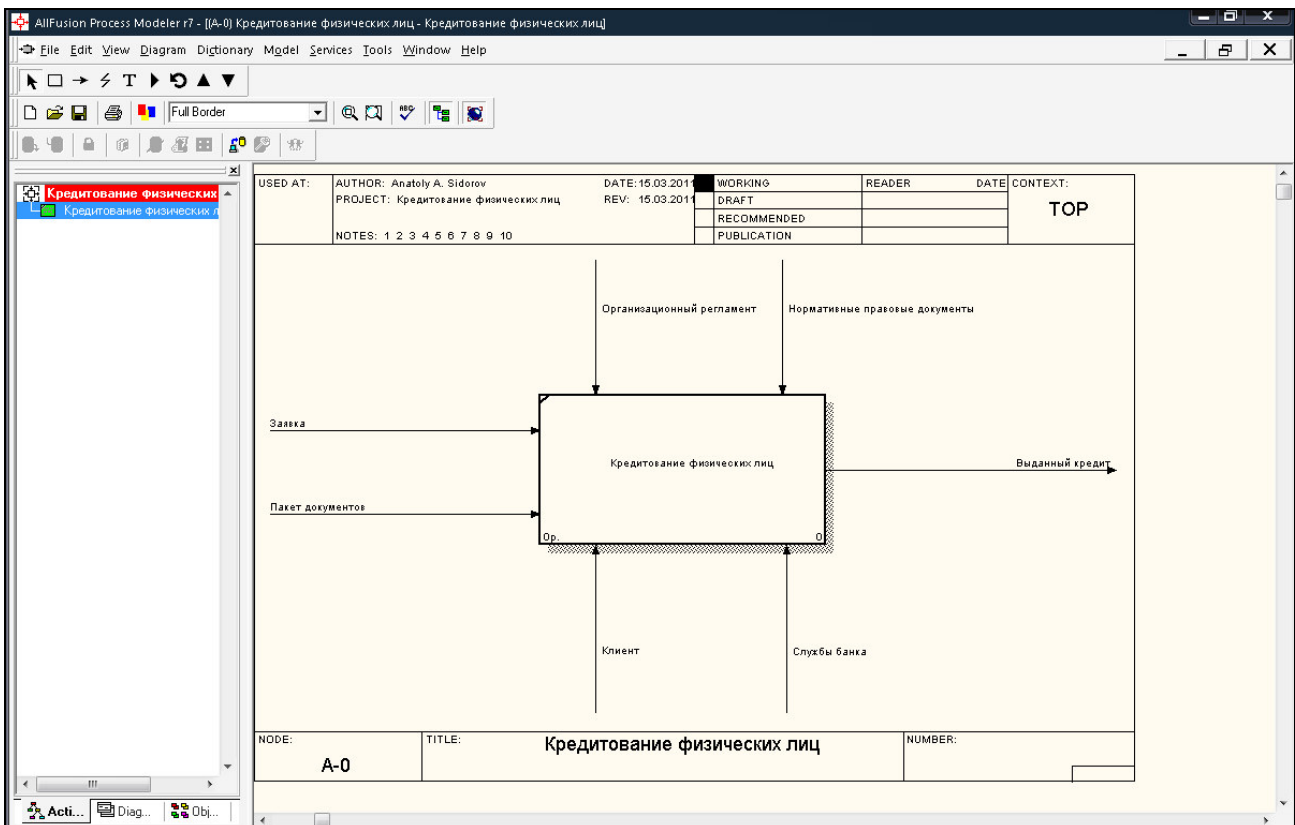 AllFusion Process Modeler r7 - [(A-0) Кредитование физических лиц - Кредитование физических лиц]
File Edit View Diagram Dictionary Model Services Tools Window Help
Full Border
Кредитование физических
Кредитование физических л
USED AT: AUTHOR: Anatoly A. Sidorov DATE: 15.03.2011 WORKING READER DATE CONTEXT:
PROJECT: Кредитование физических лиц REV: 15.03.2011 DRAFT
TOP
RECOMMENDED
NOTES: 1 2 3 4 5 6 7 8 9 10 PUBLICATION
Организационный регламент Нормативные правовые документы
Заявка
Кредитование физических лиц Выданный кредит
Пакет документов
0р. 0
Клиент Службы банка
NODE: TITLE: Кредитование физических лиц NUMBER:
A-0
Acti... Diag... Obj...